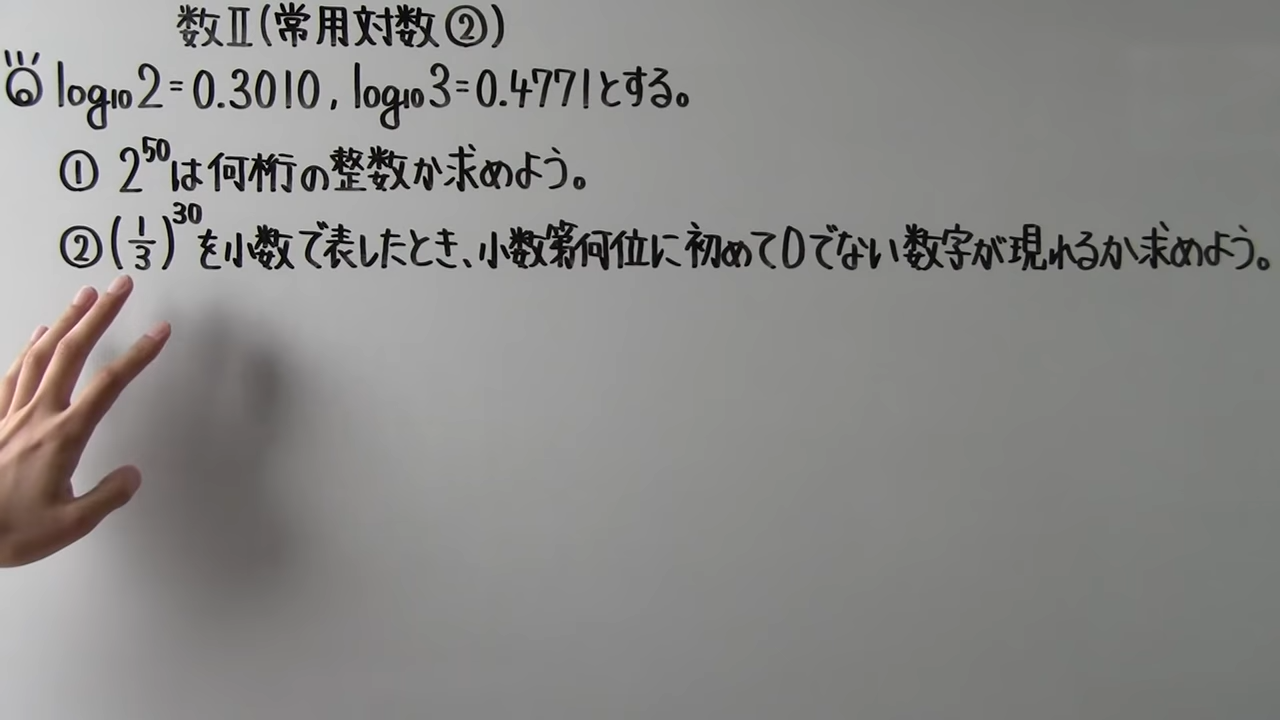 数Ⅱ(常用対数②)
log₁₀2=0.3010, log₁₀3=0.4771とする。
① 2⁵⁰は何桁の整数か求めよう。
② (1/3)³⁰を小数で表したとき、小数第何位に初めて0でない数字が現れるか求めよう。